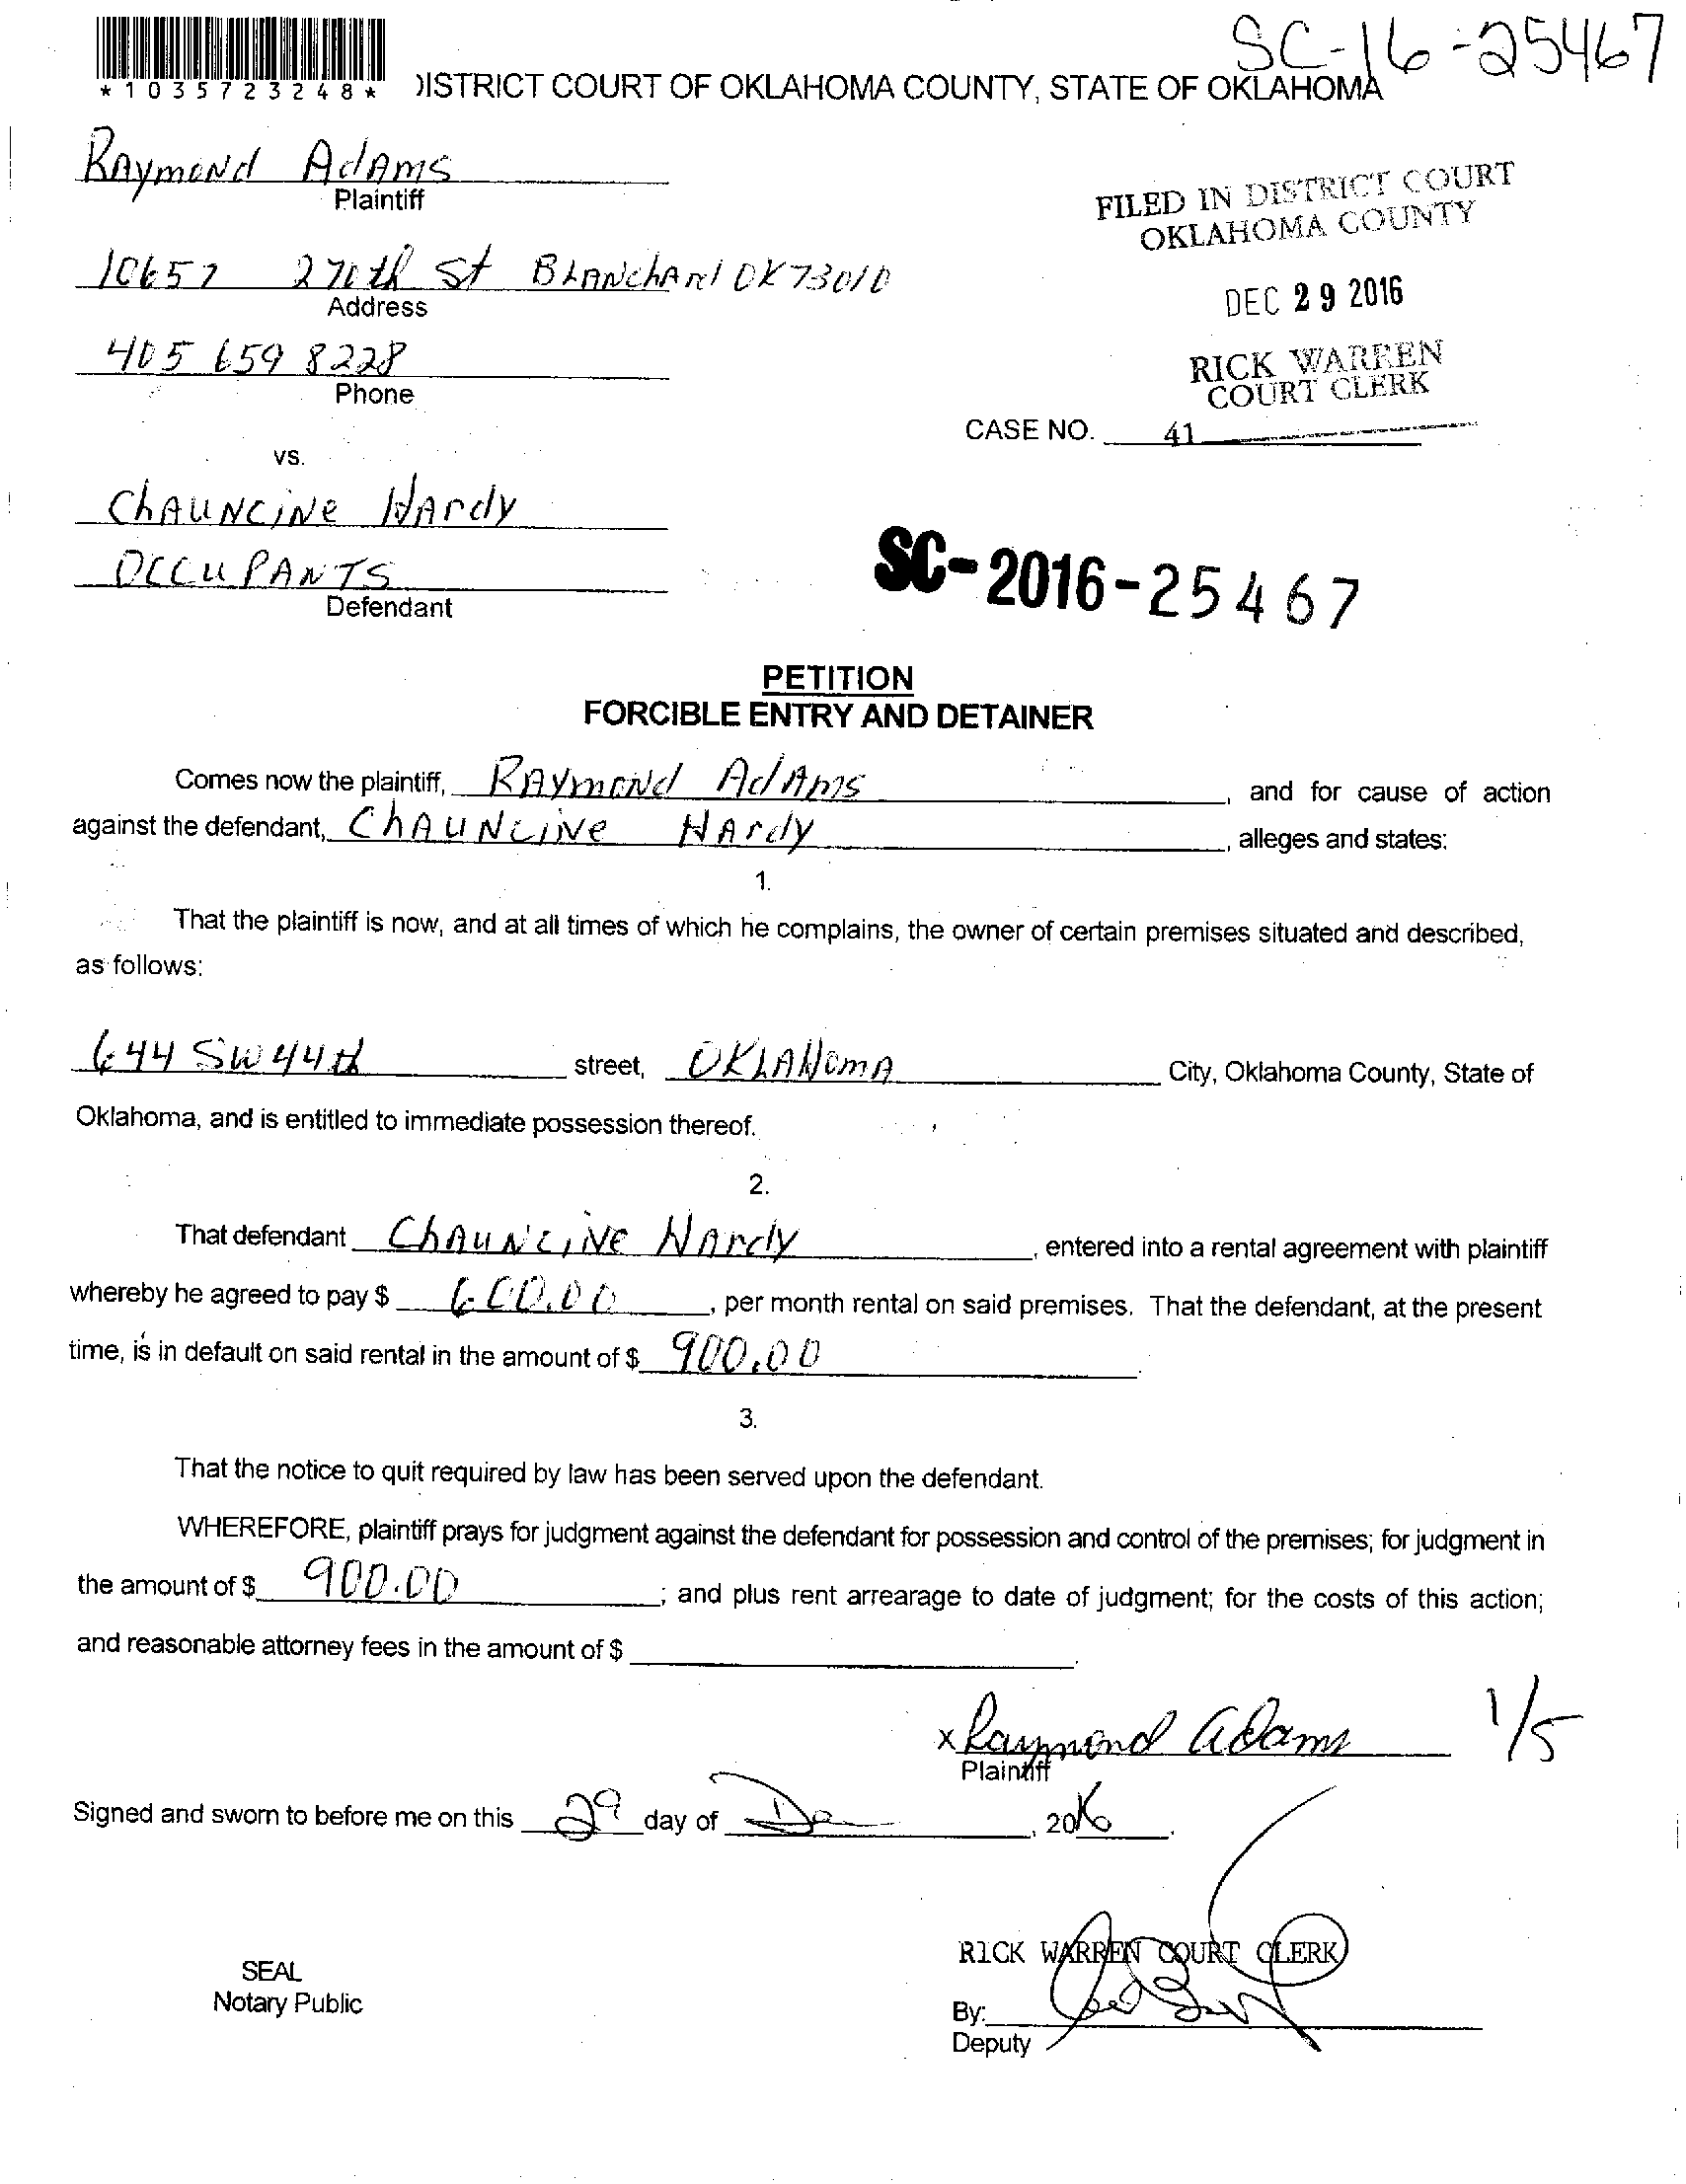 SC-16-25467
*1035723248*
DISTRICT COURT OF OKLAHOMA COUNTY, STATE OF OKLAHOMA
Raymond Adams
Plaintiff
FILED IN DISTRICT COURT
OKLAHOMA COUNTY
10657 270th St Blanchard OK 73010
Address
DEC 29 2016
405 659 8228
Phone
RICK WARREN
COURT CLERK
CASE NO. 41
vs.
Chauncine Hardy
OCCUPANTS
Defendant
SC-2016-25467
PETITION
FORCIBLE ENTRY AND DETAINER
Comes now the plaintiff, Raymond Adams, and for cause of action
against the defendant, Chauncine Hardy, alleges and states:
1.
That the plaintiff is now, and at all times of which he complains, the owner of certain premises situated and described,
as follows:
644 SW 44th street, Oklahoma City, Oklahoma County, State of
Oklahoma, and is entitled to immediate possession thereof.
2.
That defendant Chauncine Hardy, entered into a rental agreement with plaintiff
whereby he agreed to pay $ 600.00, per month rental on said premises. That the defendant, at the present
time, is in default on said rental in the amount of $ 900.00
3.
That the notice to quit required by law has been served upon the defendant.
WHEREFORE, plaintiff prays for judgment against the defendant for possession and control of the premises; for judgment in
the amount of $ 900.00; and plus rent arrearage to date of judgment; for the costs of this action;
and reasonable attorney fees in the amount of $ .
x Raymond Adams 1/5
Plaintiff
Signed and sworn to before me on this 29 day of De, 2016.
RICK WARREN COURT CLERK
SEAL
Notary Public
By:
Deputy